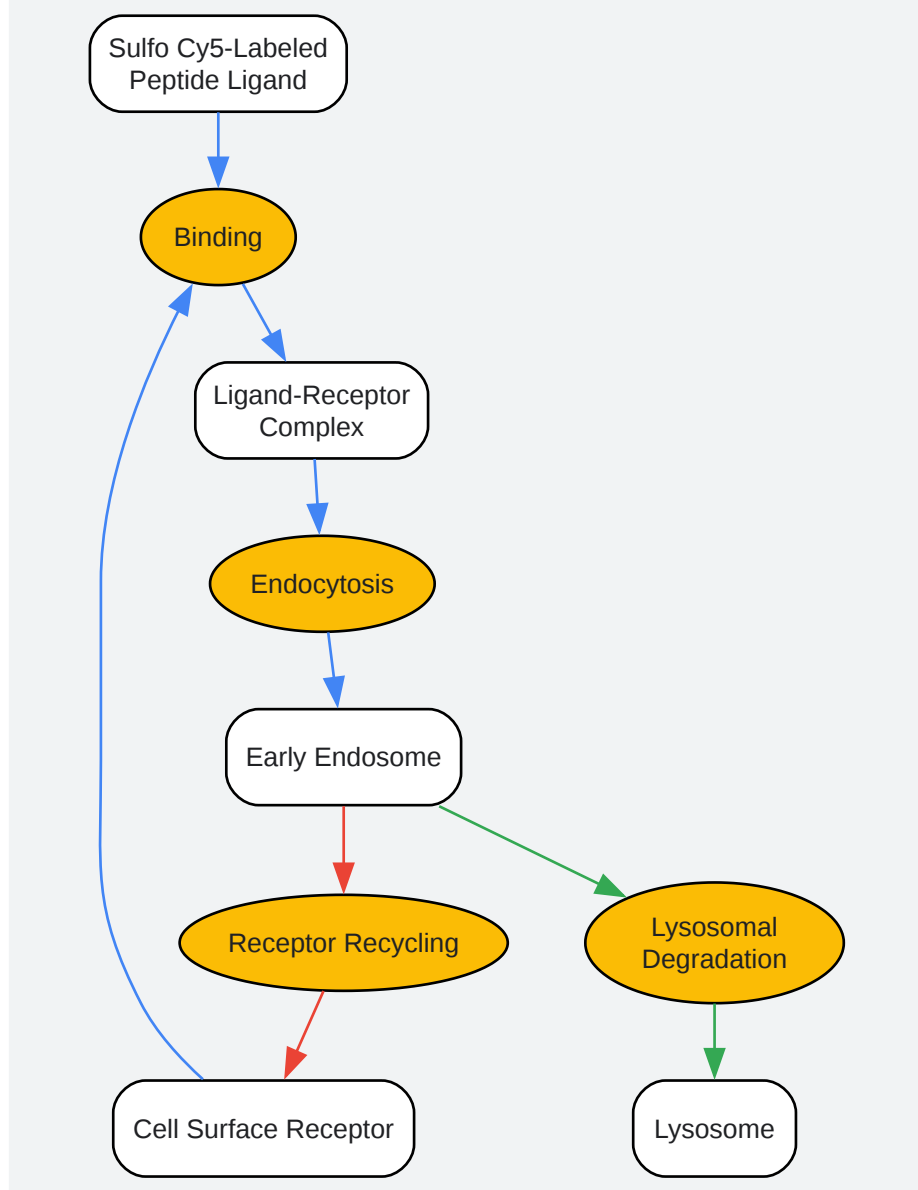 Sulfo Cy5-Labeled
Peptide Ligand
Binding
Ligand-Receptor
Complex
Endocytosis
Early Endosome
Receptor Recycling
Lysosomal
Degradation
Cell Surface Receptor
Lysosome